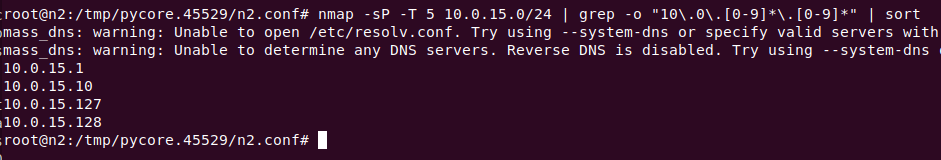 root@n2:/tmp/pycore.45529/n2.conf# nmap -sP -T 5 10.0.15.0/24 | grep -o "10\.0\.[0-9]*\.[0-9]*" | sort
mass_dns: warning: Unable to open /etc/resolv.conf. Try using --system-dns or specify valid servers with
mass_dns: warning: Unable to determine any DNS servers. Reverse DNS is disabled. Try using --system-dns
10.0.15.1
10.0.15.10
10.0.15.127
10.0.15.128
root@n2:/tmp/pycore.45529/n2.conf#